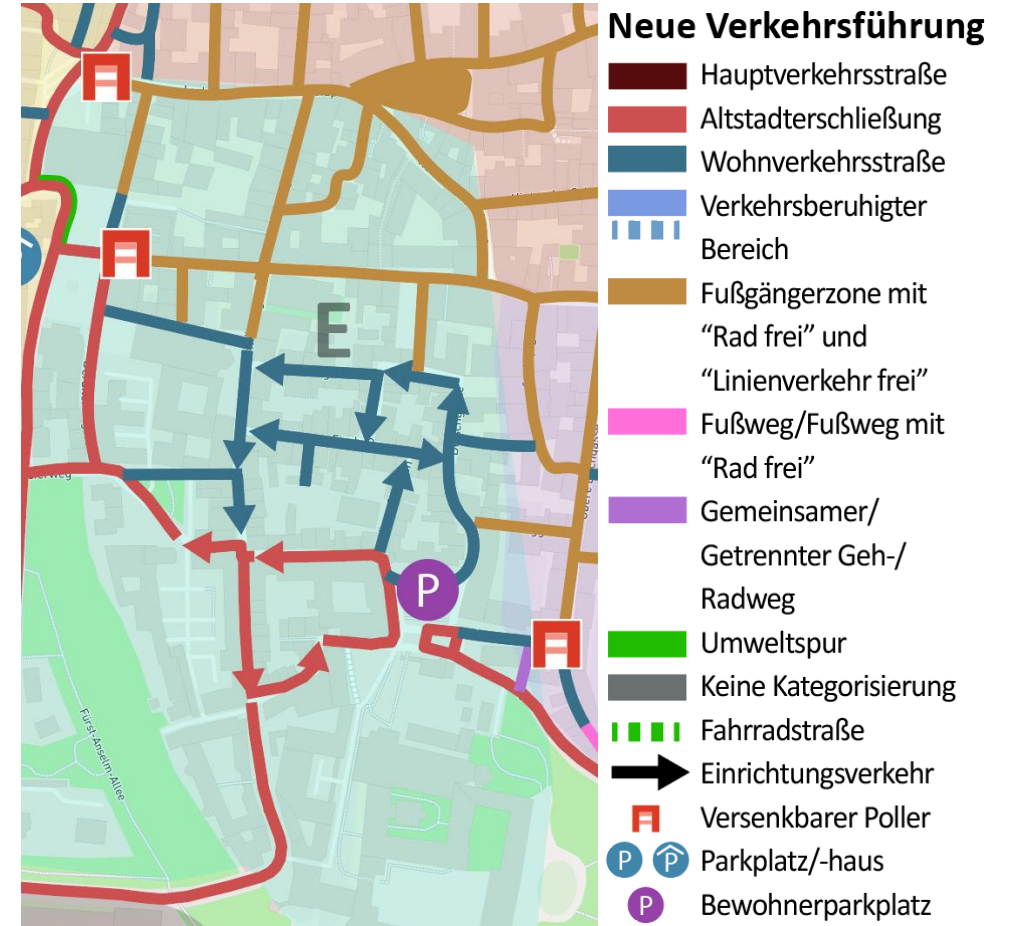 Neue Verkehrsführung
Hauptverkehrsstraße
Altstadterschließung
Wohnverkehrsstraße
Verkehrsberuhigter
Bereich
Fußgängerzone mit
“Rad frei” und
“Linienverkehr frei”
Fußweg/Fußweg mit
“Rad frei”
Gemeinsamer/
Getrennter Geh-/
Radweg
Umweltspur
Keine Kategorisierung
Fahrradstraße
Einrichtungsverkehr
Versenkbarer Poller
P P Parkplatz/-haus
P Bewohnerparkplatz
E
P
Fürst-Anselm-Allee